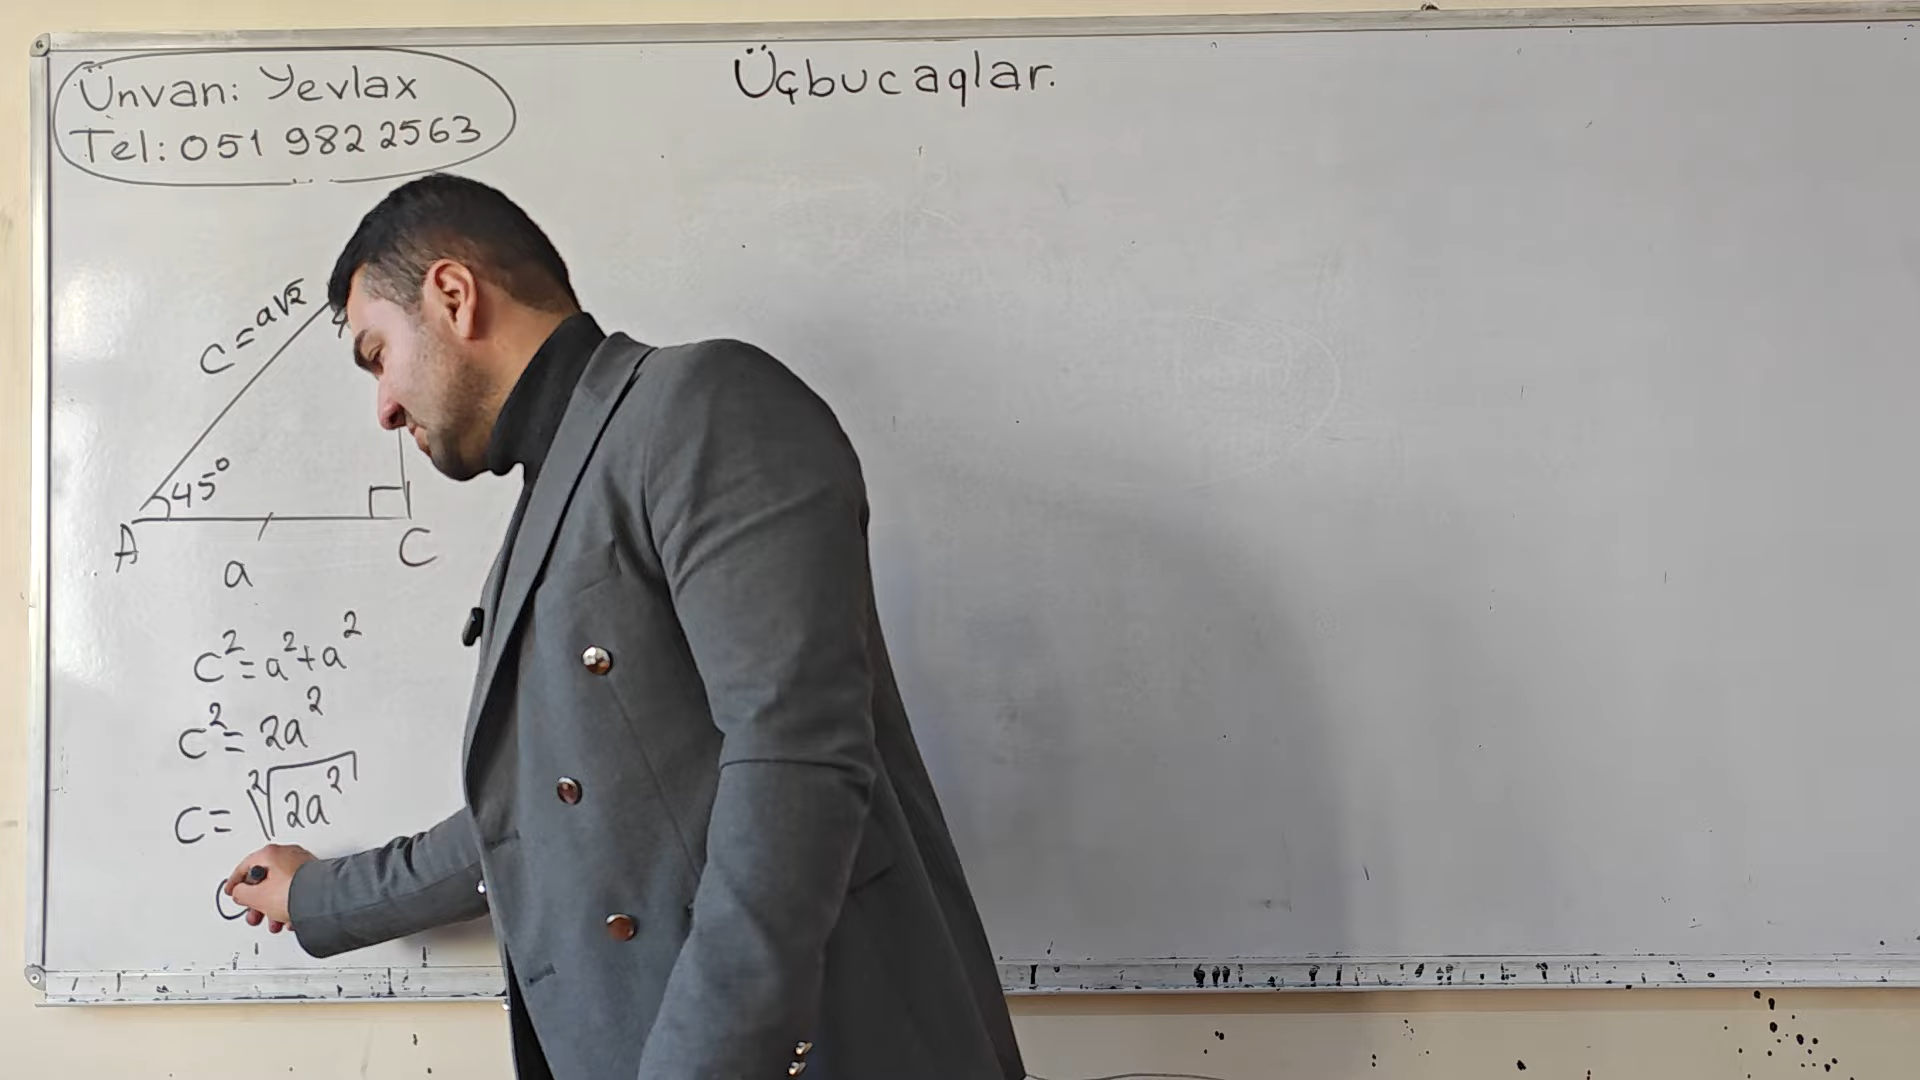 Üçbucaqlar.
Ünvan: Yevlax
Tel: 051 982 2563
C = a√2
45°
A
C
a
C² = a² + a²
C² = 2a²
C = ²√2a²
C